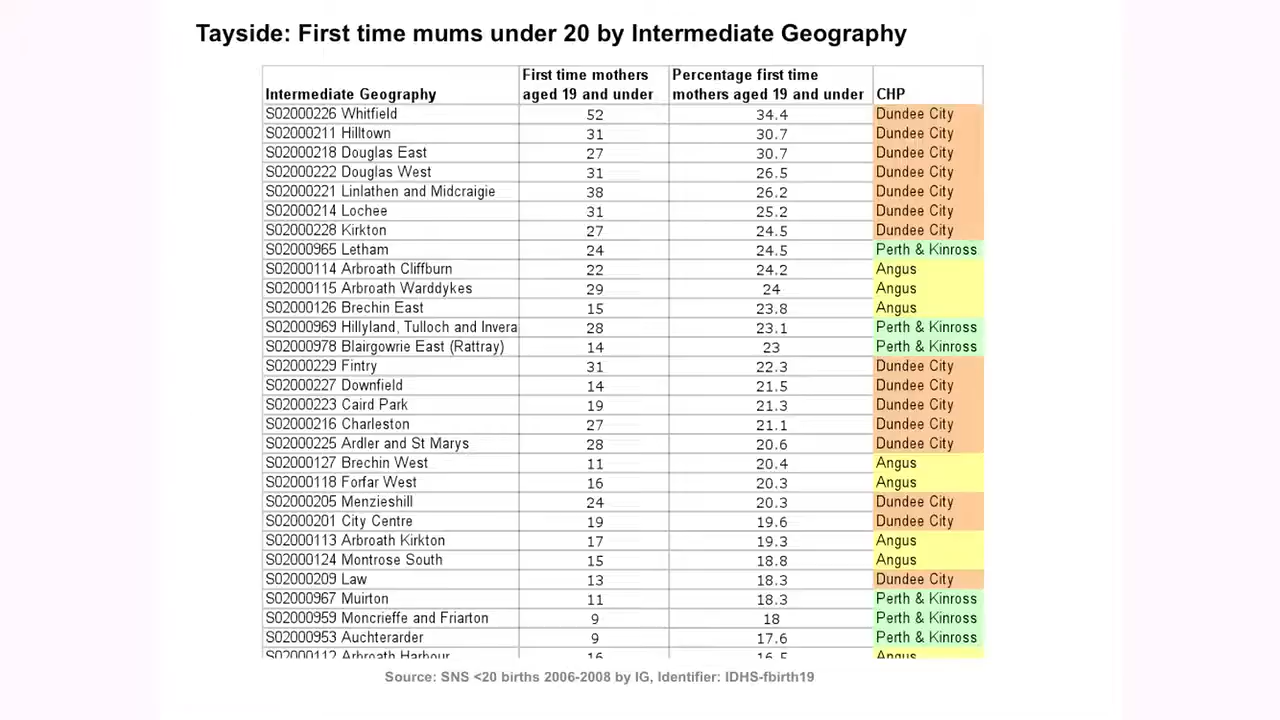 Tayside: First time mums under 20 by Intermediate Geography
First time mothers Percentage first time
Intermediate Geography aged 19 and under mothers aged 19 and under CHP
S02000226 Whitfield 52 34.4 Dundee City
S02000211 Hilltown 31 30.7 Dundee City
S02000218 Douglas East 27 30.7 Dundee City
S02000222 Douglas West 31 26.5 Dundee City
S02000221 Linlathen and Midcraigie 38 26.2 Dundee City
S02000214 Lochee 31 25.2 Dundee City
S02000228 Kirkton 27 24.5 Dundee City
S02000965 Letham 24 24.5 Perth & Kinross
S02000114 Arbroath Cliffburn 22 24.2 Angus
S02000115 Arbroath Warddykes 29 24 Angus
S02000126 Brechin East 15 23.8 Angus
S02000969 Hillyland, Tulloch and Invera 28 23.1 Perth & Kinross
S02000978 Blairgowrie East (Rattray) 14 23 Perth & Kinross
S02000229 Fintry 31 22.3 Dundee City
S02000227 Downfield 14 21.5 Dundee City
S02000223 Caird Park 19 21.3 Dundee City
S02000216 Charleston 27 21.1 Dundee City
S02000225 Ardler and St Marys 28 20.6 Dundee City
S02000127 Brechin West 11 20.4 Angus
S02000118 Forfar West 16 20.3 Angus
S02000205 Menzieshill 24 20.3 Dundee City
S02000201 City Centre 19 19.6 Dundee City
S02000113 Arbroath Kirkton 17 19.3 Angus
S02000124 Montrose South 15 18.8 Angus
S02000209 Law 13 18.3 Dundee City
S02000967 Muirton 11 18.3 Perth & Kinross
S02000959 Moncrieffe and Friarton 9 18 Perth & Kinross
S02000953 Auchterarder 9 17.6 Perth & Kinross
S02000112 Arbroath Harbour 16 16.5 Angus
Source: SNS <20 births 2006-2008 by IG, Identifier: IDHS-fbirth19